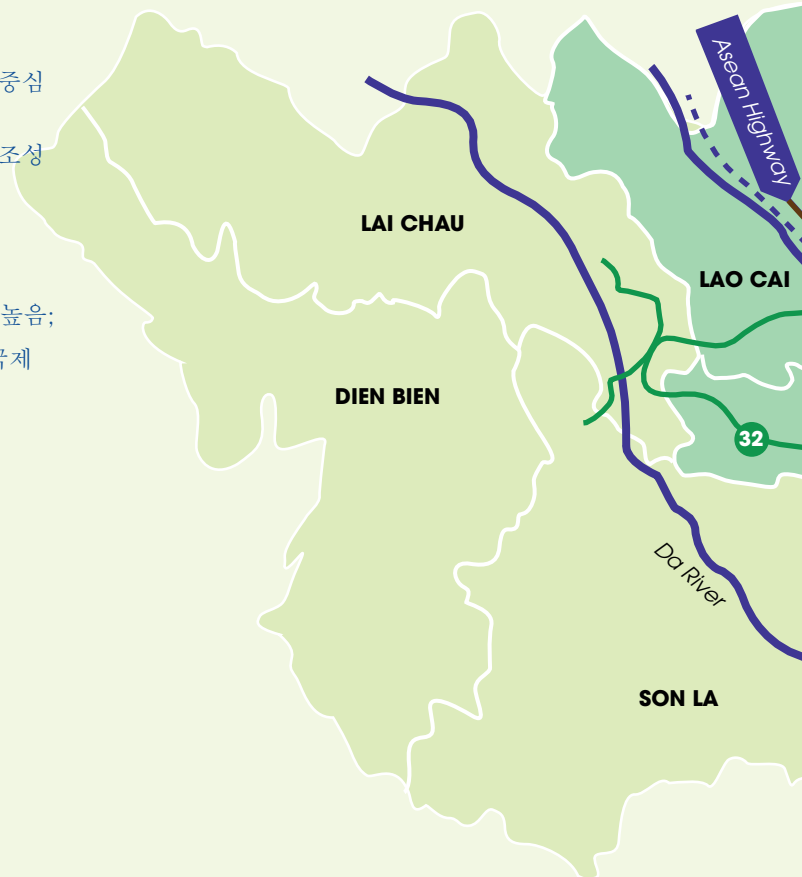 중심
조성
높음;
국제
Asean Highway
LAI CHAU
LAO CAI
DIEN BIEN
32
Da River
SON LA